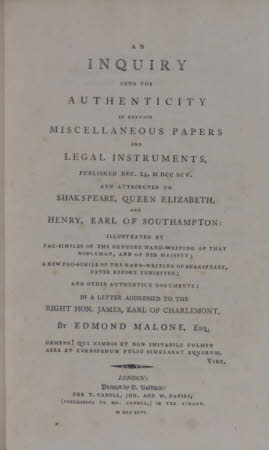 AN
INQUIRY
INTO THE
AUTHENTICITY
OF CERTAIN
MISCELLANEOUS PAPERS
AND
LEGAL INSTRUMENTS,
PUBLISHED DEC. 24, M DCC XCV.
AND ATTRIBUTED TO
SHAKSPEARE, QUEEN ELIZABETH,
AND
HENRY, EARL OF SOUTHAMPTON:
ILLUSTRATED BY
FAC-SIMILES OF THE GENUINE HAND-WRITING OF THAT
NOBLEMAN, AND OF HER MAJESTY;
A NEW FAC-SIMILE OF THE HAND-WRITING OF SHAKSPEARE,
NEVER BEFORE EXHIBITED;
AND OTHER AUTHENTICK DOCUMENTS:
IN A LETTER ADDRESSED TO THE
RIGHT HON. JAMES, EARL OF CHARLEMONT,
By EDMOND MALONE, Esq.
DEMENS! QUI NIMBOS ET NON IMITABILE FULMEN
AERE ET CORNIPEDUM PULSU SIMULARAT EQUORUM.
VIRG.
LONDON:
Printed by H. Baldwin:
FOR T. CADELL, JUN. AND W. DAVIES,
(SUCCESSORS TO MR. CADELL,) IN THE STRAND.
M DCC XCVI.